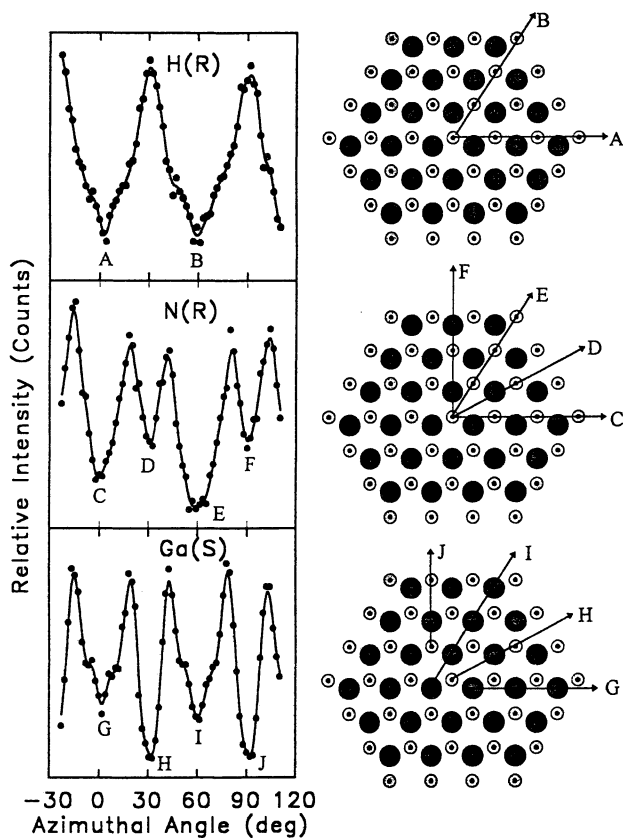 H(R)
A
B
N(R)
C
D
E
F
Ga(S)
G
H
I
J
−30 0 30 60 90 120
Azimuthal Angle (deg)
Relative Intensity (Counts)
B
A
F
E
D
C
J
I
H
G